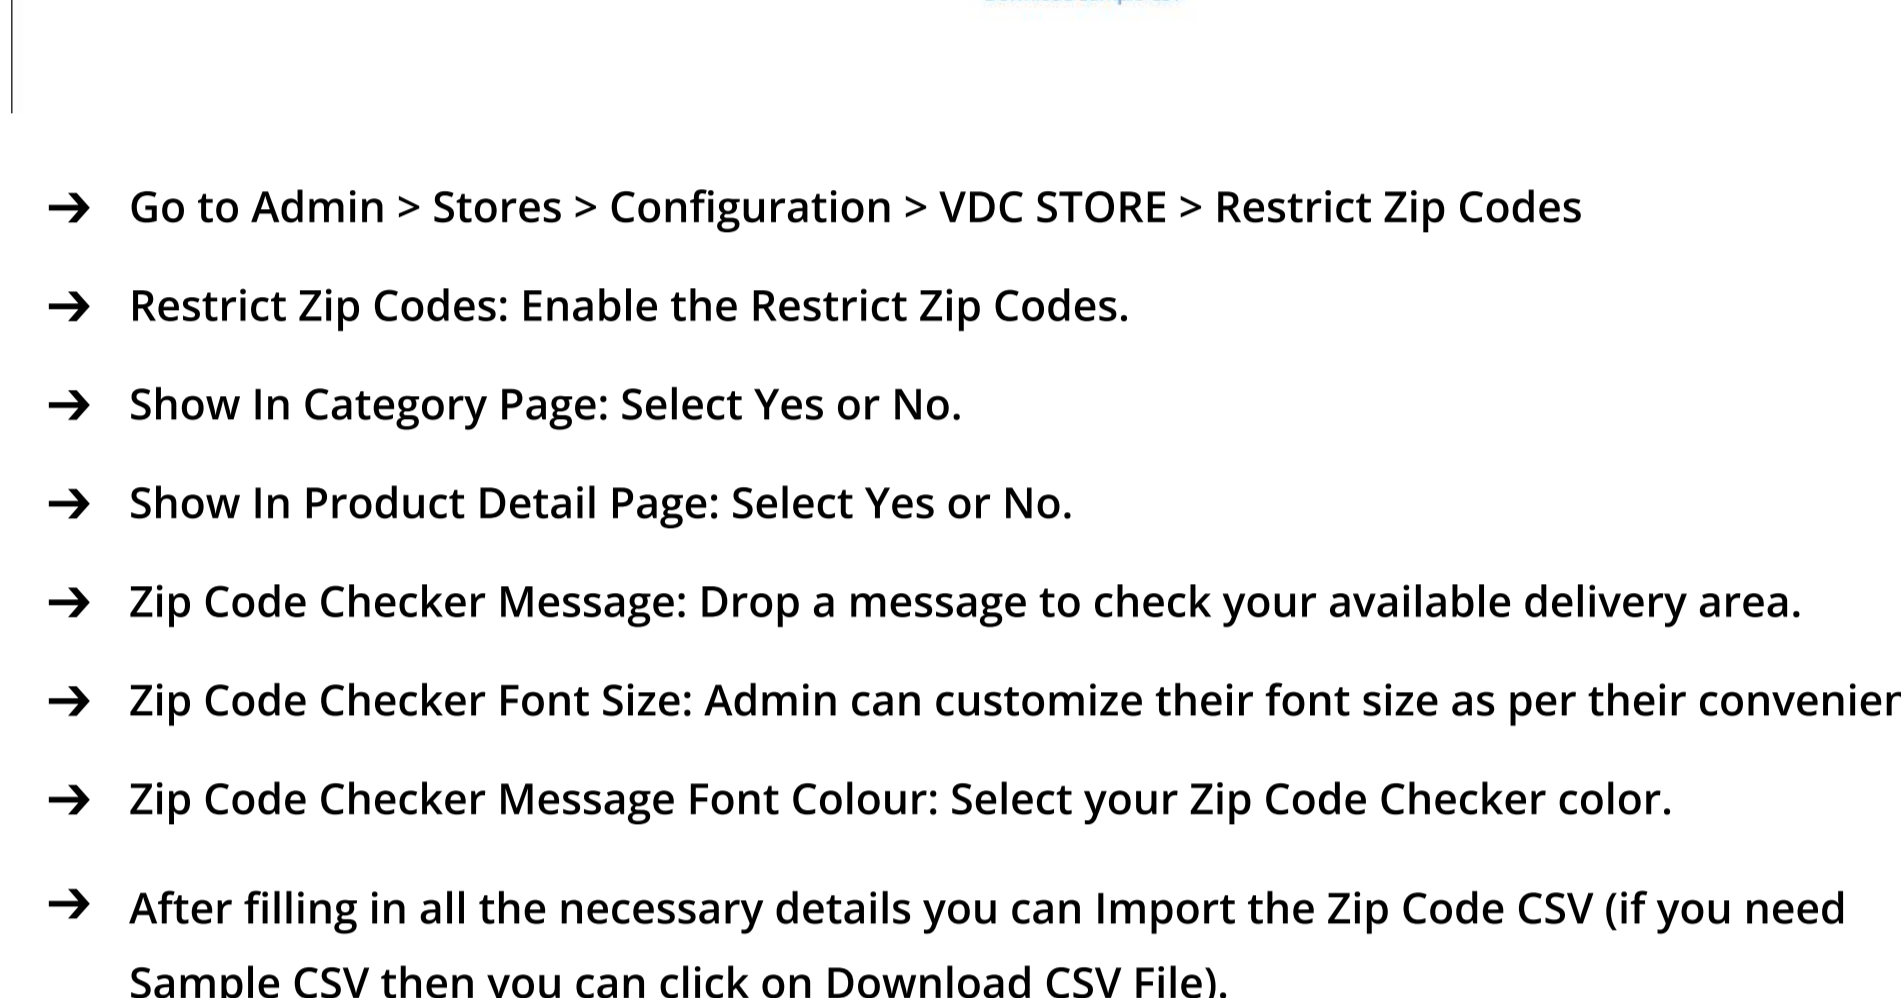 → Go to Admin > Stores > Configuration > VDC STORE > Restrict Zip Codes
→ Restrict Zip Codes: Enable the Restrict Zip Codes.
→ Show In Category Page: Select Yes or No.
→ Show In Product Detail Page: Select Yes or No.
→ Zip Code Checker Message: Drop a message to check your available delivery area.
→ Zip Code Checker Font Size: Admin can customize their font size as per their
→ Zip Code Checker Message Font Colour: Select your Zip Code Checker color.
→ After filling in all the necessary details you can Import the Zip Code CSV (if you need
Sample CSV then you can click on Download CSV File).